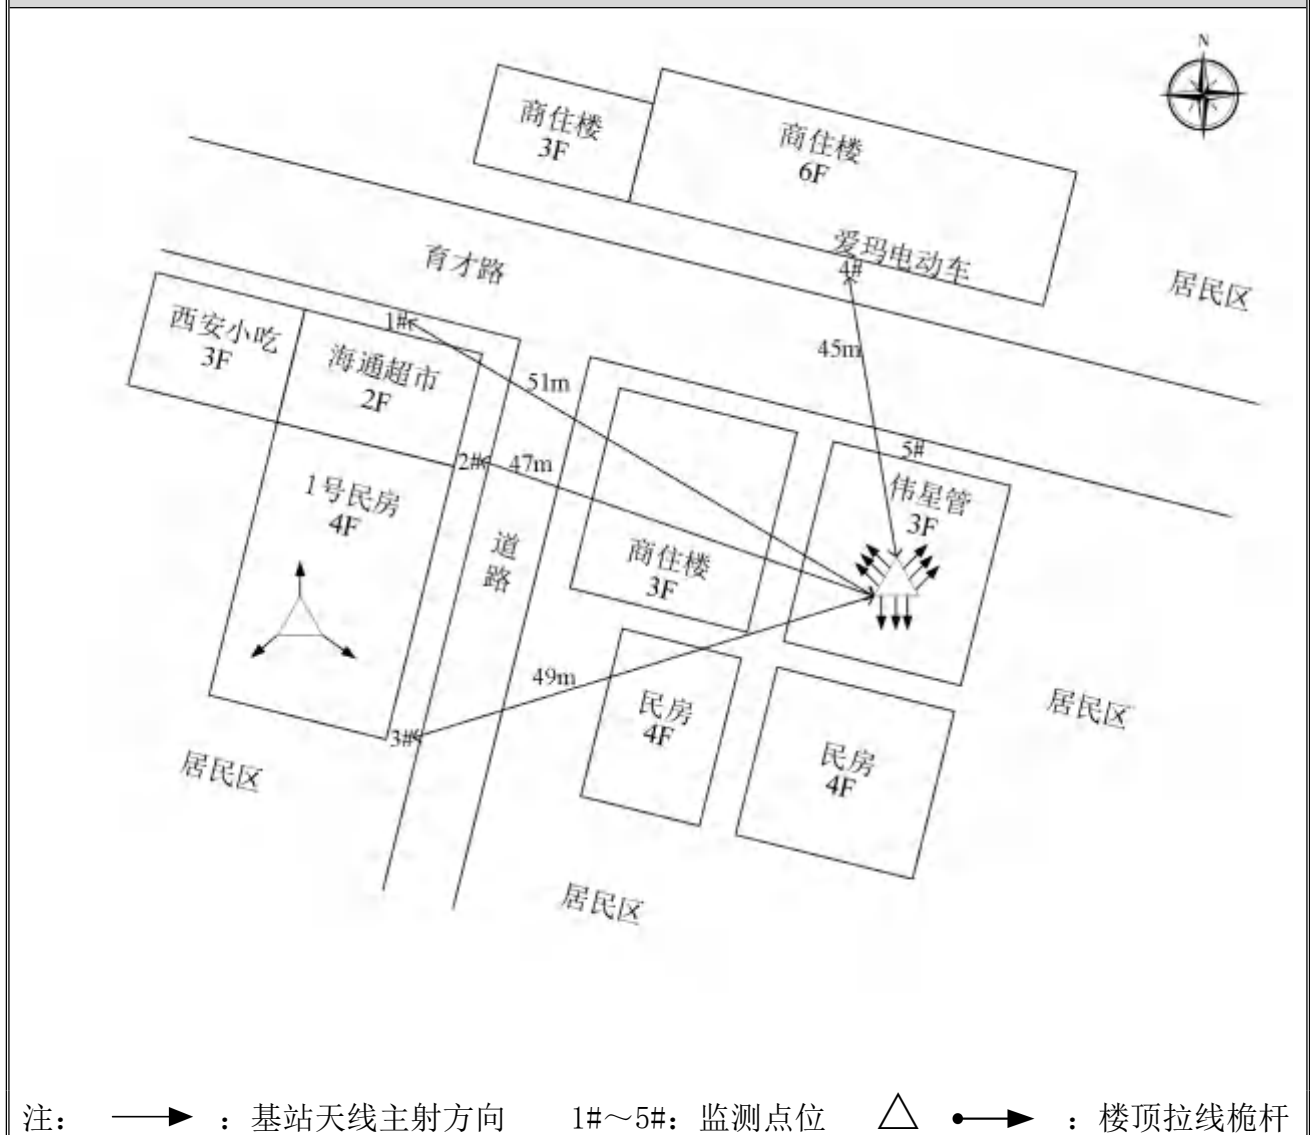 N
商住楼
3F
商住楼
6F
爱玛电动车
4#
居民区
育才路
西安小吃
3F
1#
海通超市
2F
51m
45m
2#
47m
5#
伟星管
3F
1号民房
4F
道
路
商住楼
3F
49m
民房
4F
居民区
3#
民房
4F
居民区
居民区
注: :基站天线主射方向 1#～5#:监测点位 :楼顶拉线桅杆